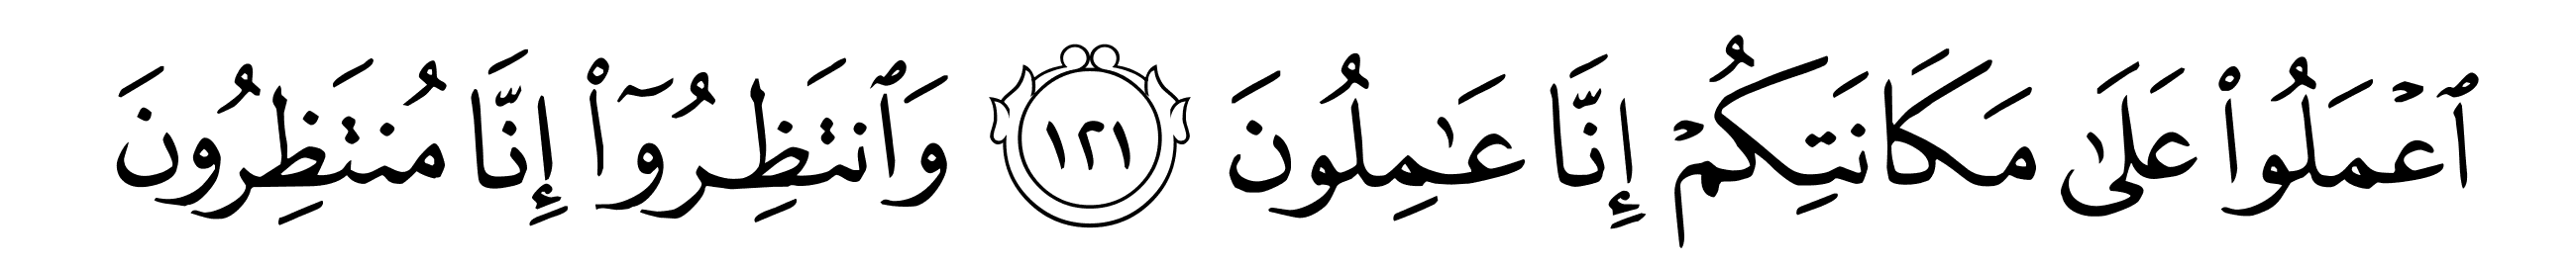 ٱعۡمَلُواْ عَلَىٰ مَكَانَتِكُمۡ إِنَّا عَٰمِلُونَ ١٢١ وَٱنتَظِرُوٓاْ إِنَّا مُنتَظِرُونَ